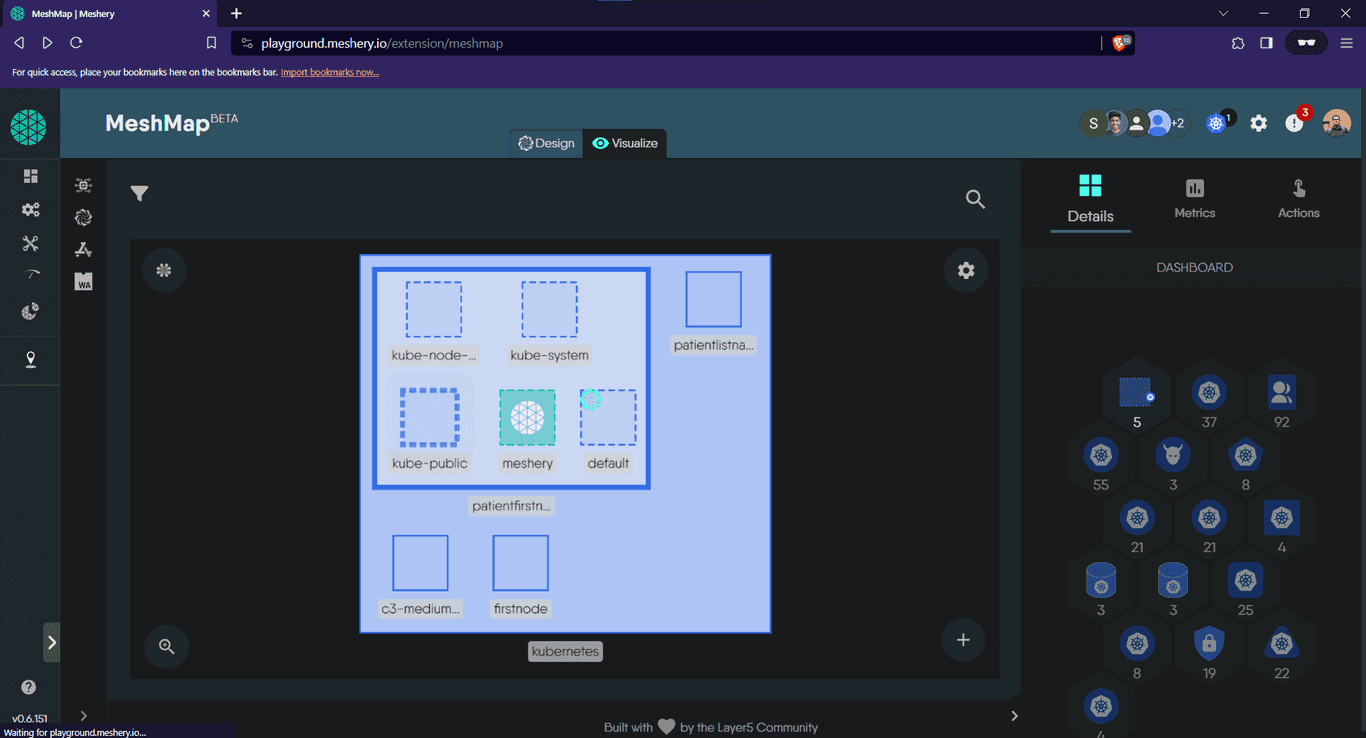 MeshMap | Meshery
playground.meshery.io/extension/meshmap
10
For quick access, place your bookmarks here on the bookmarks bar. Import bookmarks now...
MeshMap BETA
Design
Visualize
S
+2
1
3
WA
Details
Metrics
Actions
DASHBOARD
kube-node-...
kube-system
patientlistna...
kube-public
meshery
default
patientfirstn...
c3-medium...
firstnode
kubernetes
5
37
92
55
3
8
21
21
4
3
3
25
8
19
22
4
v0.6.151
Built with by the Layer5 Community
Waiting for playground.meshery.io...